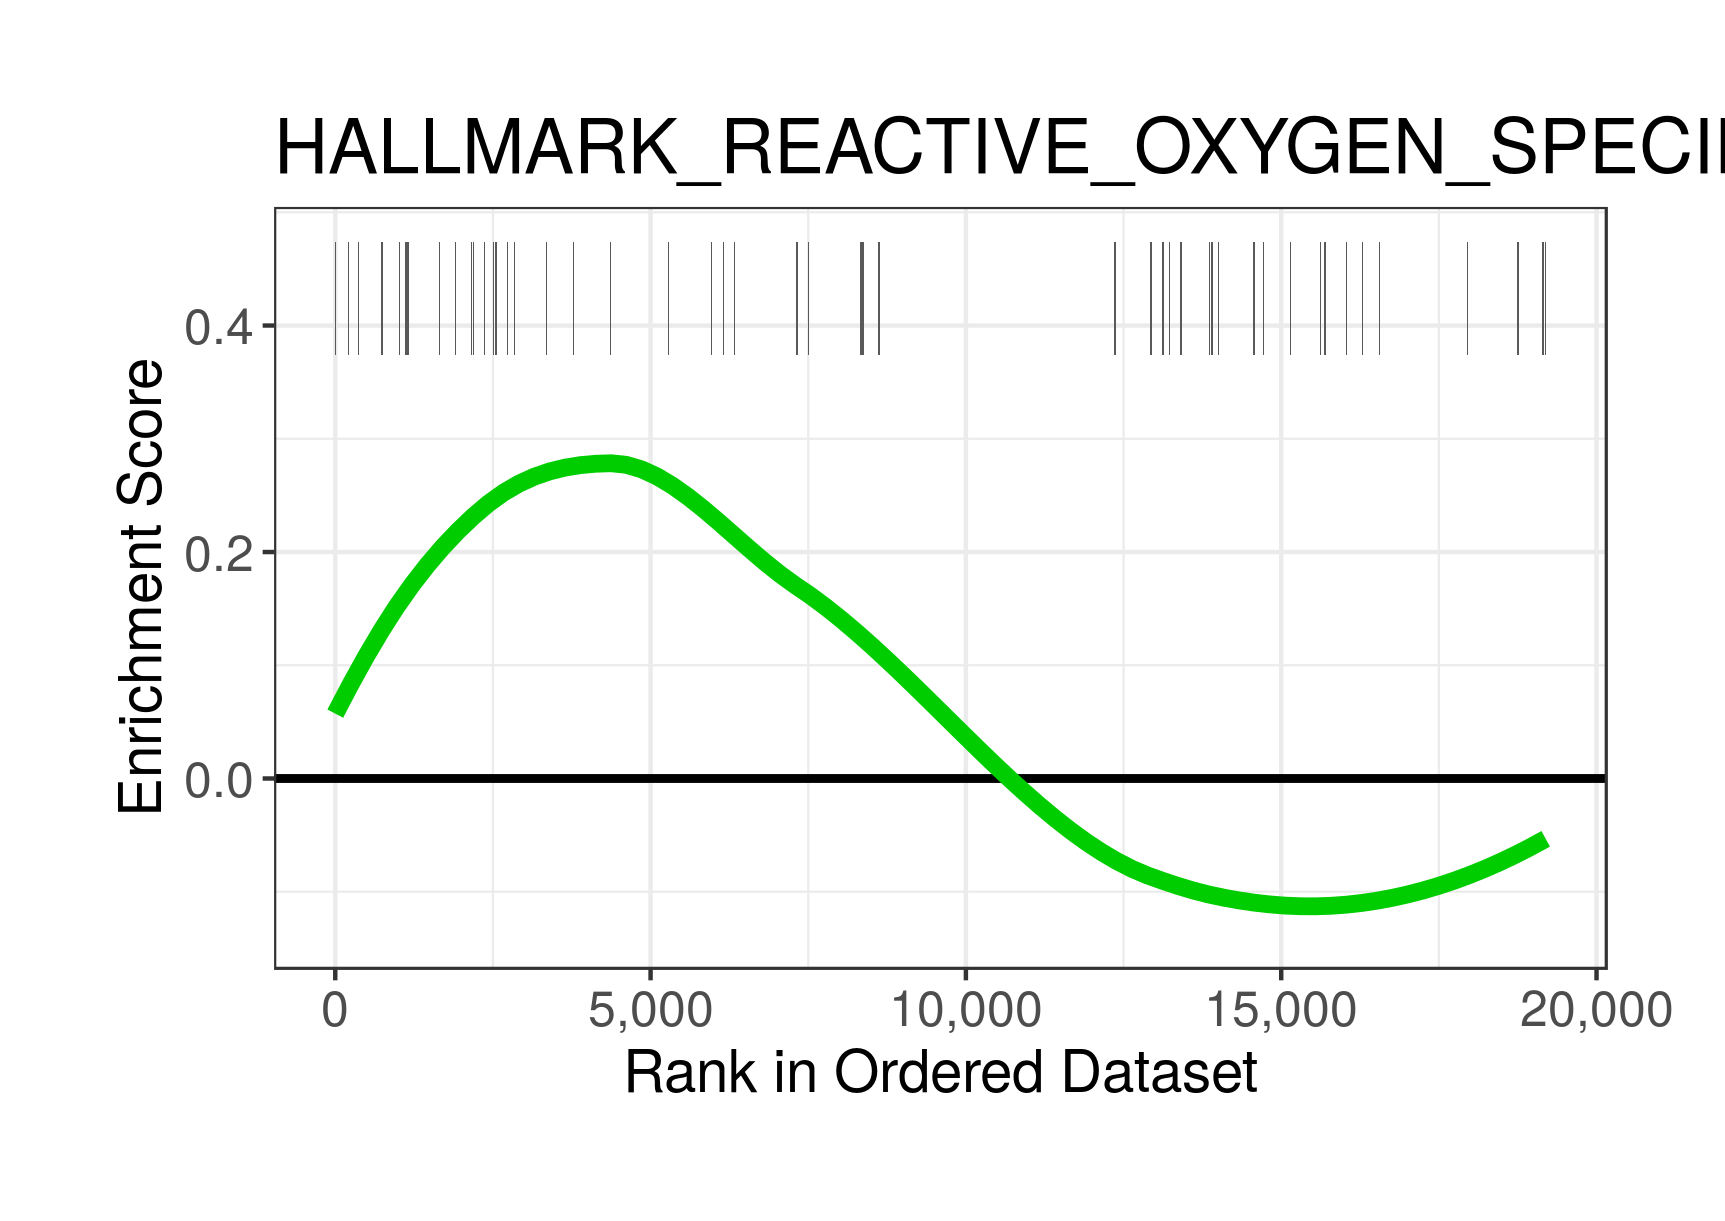 HALLMARK_REACTIVE_OXYGEN_SPECI
Enrichment Score
0.4
0.2
0.0
0 5,000 10,000 15,000 20,000
Rank in Ordered Dataset